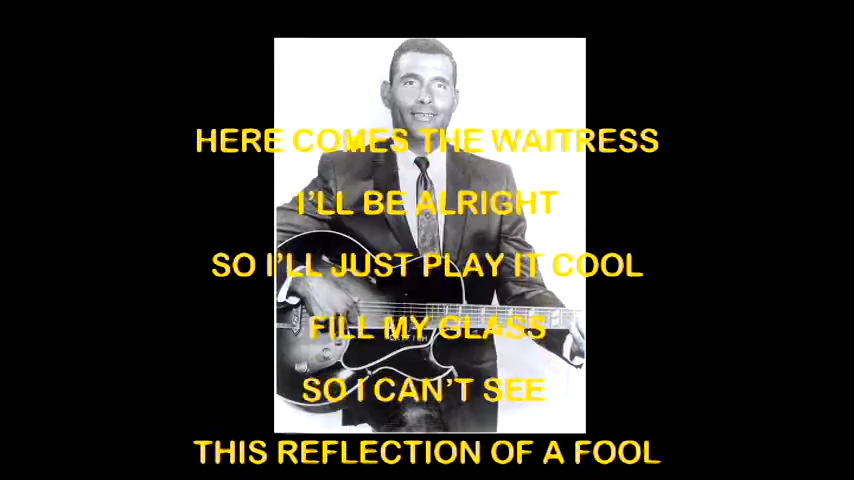 HERE COMES THE WAITRESS
I'LL BE ALRIGHT
SO I'LL JUST PLAY IT COOL
FILL MY GLASS
SO I CAN'T SEE
THIS REFLECTION OF A FOOL